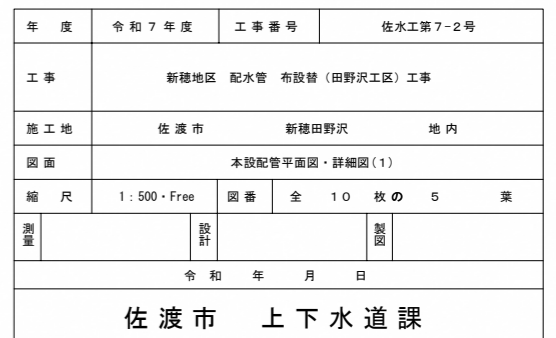 年 度 令和７年度 工事番号 佐水工第７-２号
工事 新穂地区 配水管 布設替（田野沢工区）工事
施工地 佐渡市 新穂田野沢 地内
図面 本設配管平面図・詳細図(１)
縮 尺 1：500・Free 図番 全 １０ 枚の ５ 葉
測量 設計 製図
令和 年 月 日
佐渡市 上下水道課